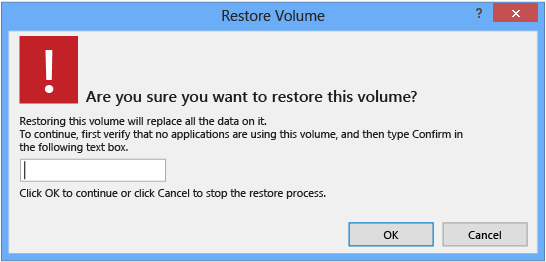 Restore Volume
? ×
!
Are you sure you want to restore this volume?
Restoring this volume will replace all the data on it.
To continue, first verify that no applications are using this volume, and then type Confirm in
the following text box.
Click OK to continue or click Cancel to stop the restore process.
OK Cancel